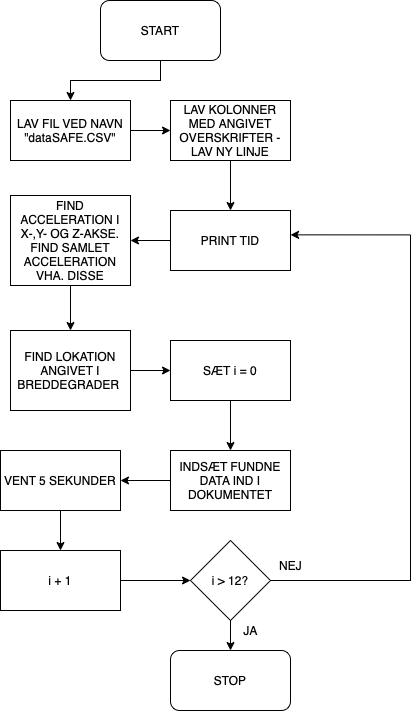 START
LAV FIL VED NAVN
"dataSAFE.CSV"
LAV KOLONNER
MED ANGIVET
OVERSKRIFTER -
LAV NY LINJE
FIND
ACCELERATION I
X-,Y- OG Z-AKSE.
FIND SAMLET
ACCELERATION
VHA. DISSE
PRINT TID
FIND LOKATION
ANGIVET I
BREDDEGRADER
SÆT i = 0
VENT 5 SEKUNDER
INDSÆT FUNDNE
DATA IND I
DOKUMENTET
i + 1
i > 12?
NEJ
JA
STOP